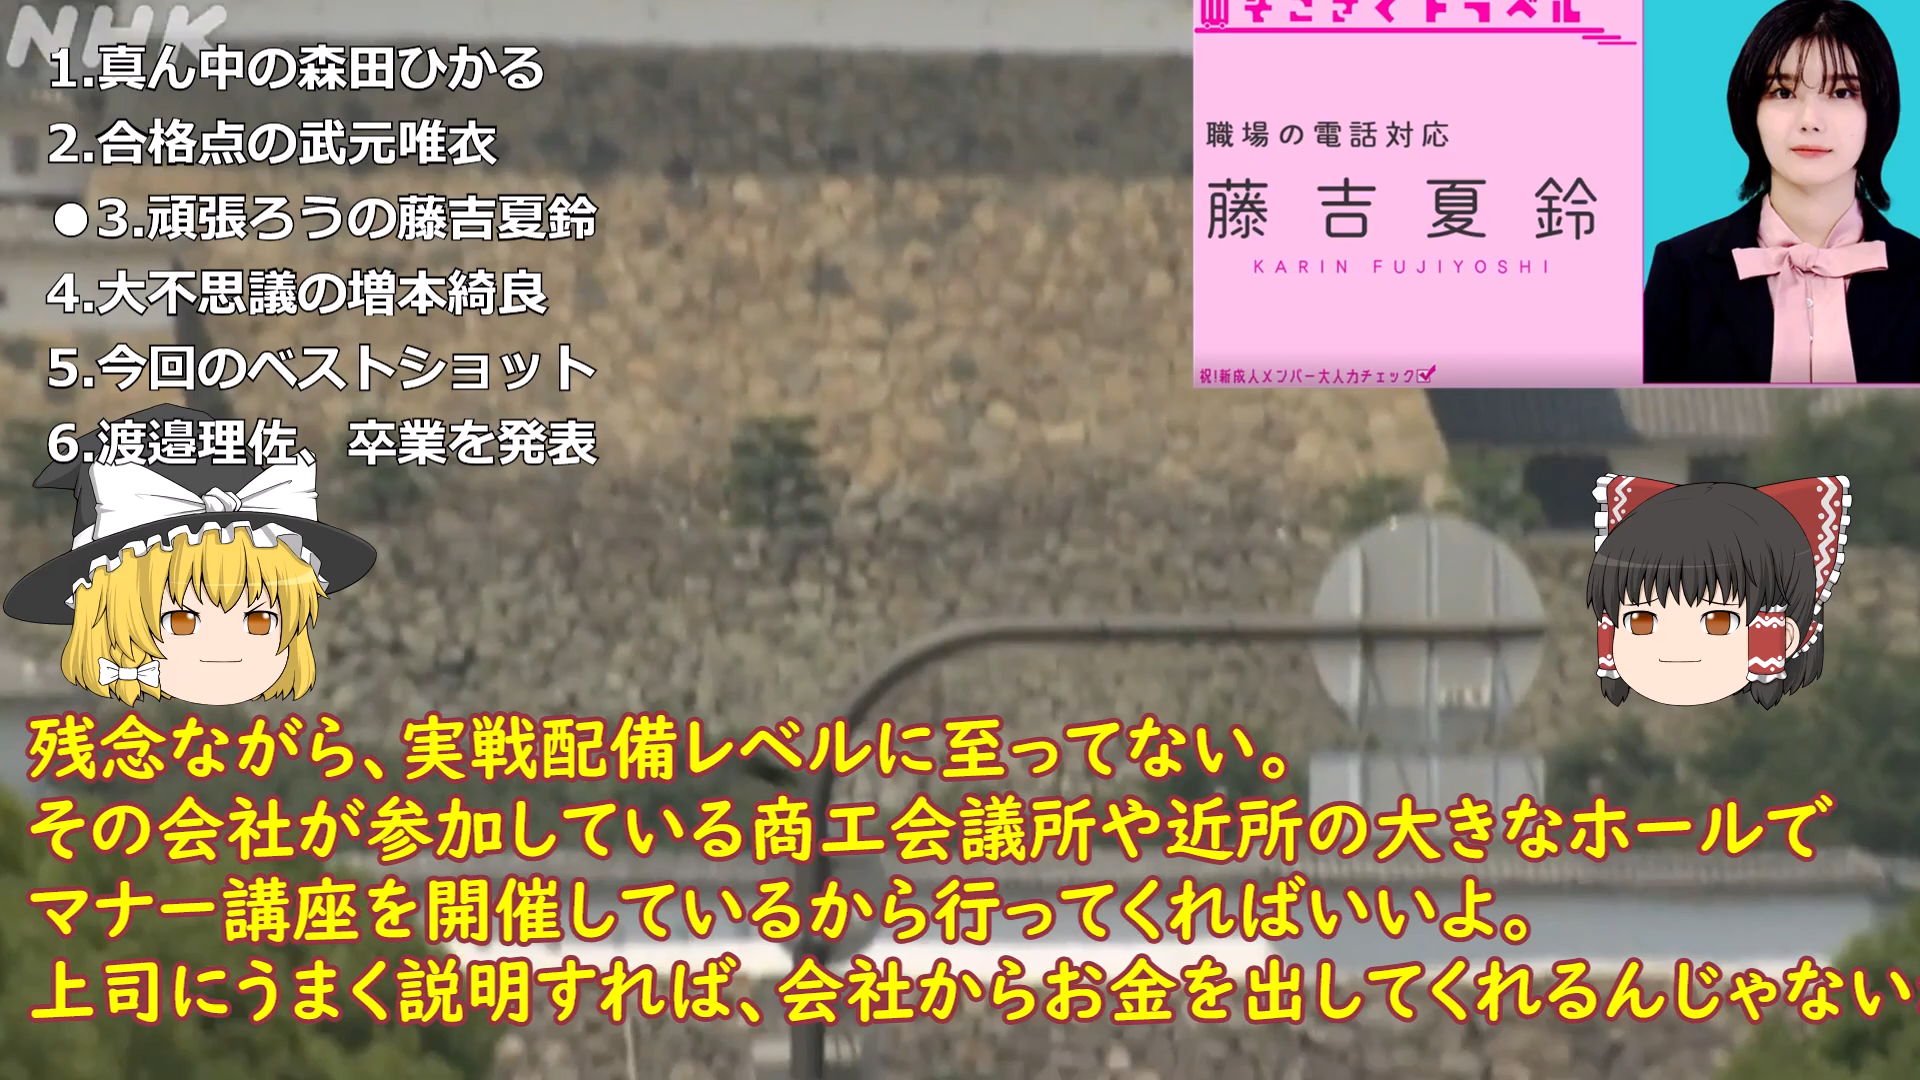 NHK
1.真ん中の森田ひかる
2.合格点の武元唯衣
●3.頑張ろうの藤吉夏鈴
4.大不思議の増本綺良
5.今回のベストショット
6.渡邉理佐、卒業を発表
そこさくトラベル
職場の電話対応
藤吉夏鈴
KARIN FUJIYOSHI
祝!新成人メンバー大人力チェック
残念ながら、実戦配備レベルに至ってない。
その会社が参加している商工会議所や近所の大きなホールで
マナー講座を開催しているから行ってくればいいよ。
上司にうまく説明すれば、会社からお金を出してくれるんじゃない